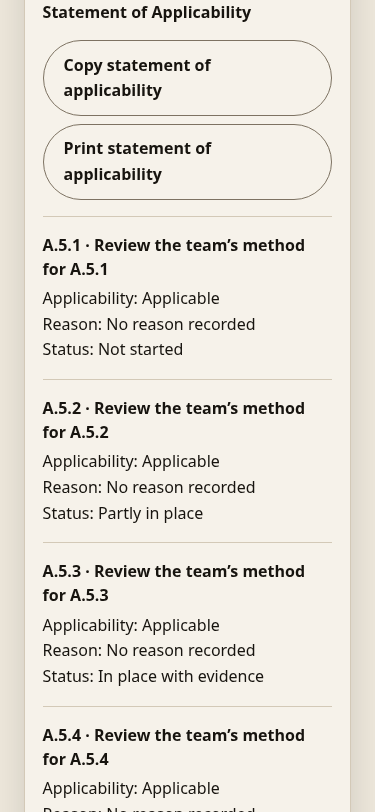 Statement of Applicability
Copy statement of
applicability
Print statement of
applicability
A.5.1 · Review the team’s method
for A.5.1
Applicability: Applicable
Reason: No reason recorded
Status: Not started
A.5.2 · Review the team’s method
for A.5.2
Applicability: Applicable
Reason: No reason recorded
Status: Partly in place
A.5.3 · Review the team’s method
for A.5.3
Applicability: Applicable
Reason: No reason recorded
Status: In place with evidence
A.5.4 · Review the team’s method
for A.5.4
Applicability: Applicable
Reason: No reason recorded